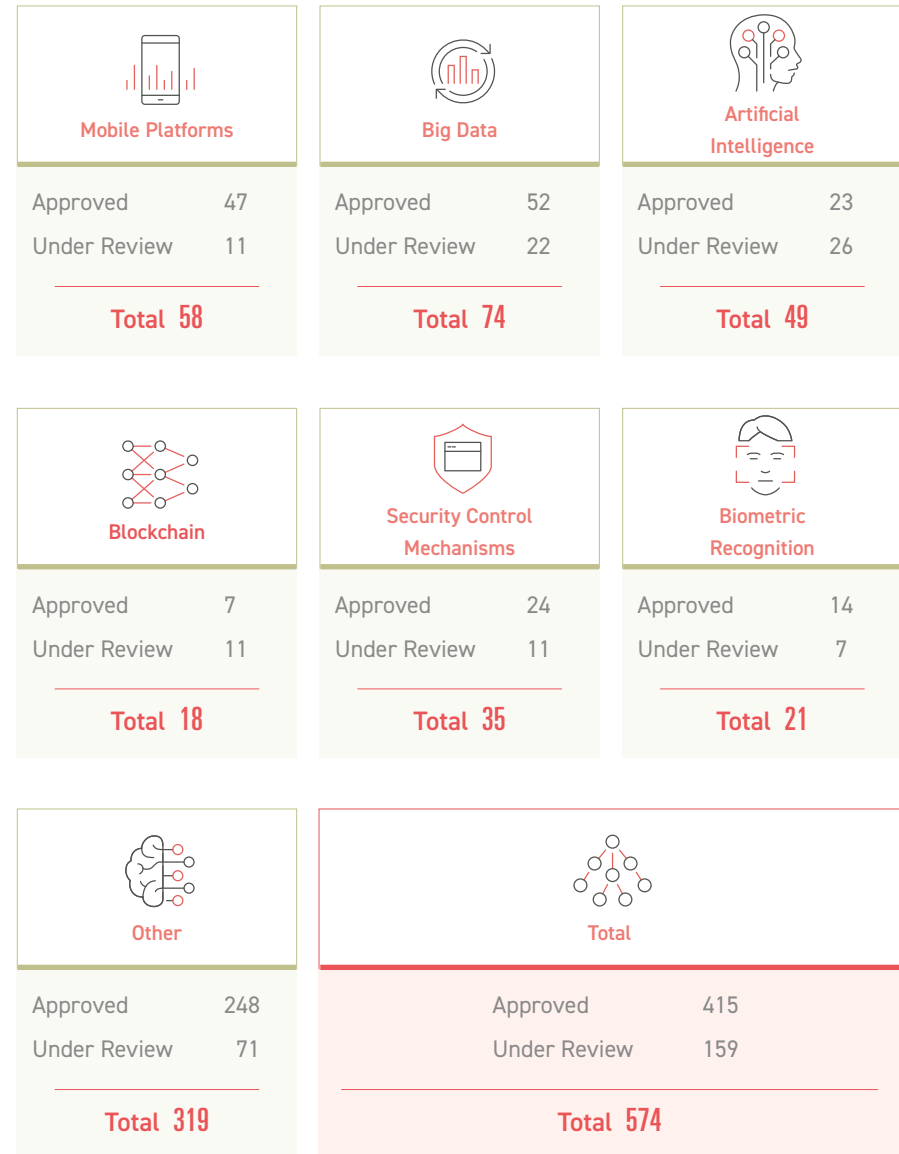 Mobile Platforms
Approved 47
Under Review 11
Total 58
Big Data
Approved 52
Under Review 22
Total 74
Artificial
Intelligence
Approved 23
Under Review 26
Total 49
Blockchain
Approved 7
Under Review 11
Total 18
Security Control
Mechanisms
Approved 24
Under Review 11
Total 35
Biometric
Recognition
Approved 14
Under Review 7
Total 21
Other
Approved 248
Under Review 71
Total 319
Total
Approved 415
Under Review 159
Total 574